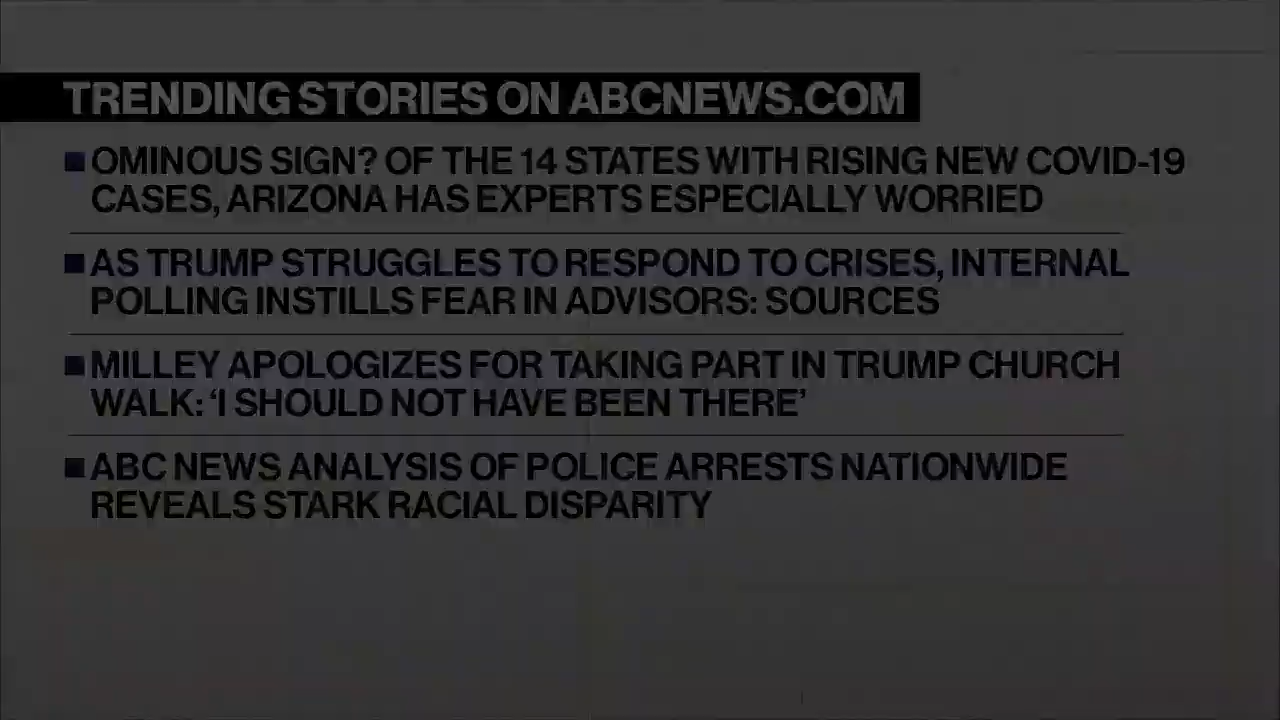 TRENDING STORIES ON ABCNEWS.COM
OMINOUS SIGN? OF THE 14 STATES WITH RISING NEW COVID-19
CASES, ARIZONA HAS EXPERTS ESPECIALLY WORRIED
AS TRUMP STRUGGLES TO RESPOND TO CRISES, INTERNAL
POLLING INSTILLS FEAR IN ADVISORS: SOURCES
MILLEY APOLOGIZES FOR TAKING PART IN TRUMP CHURCH
WALK: ‘I SHOULD NOT HAVE BEEN THERE’
ABC NEWS ANALYSIS OF POLICE ARRESTS NATIONWIDE
REVEALS STARK RACIAL DISPARITY